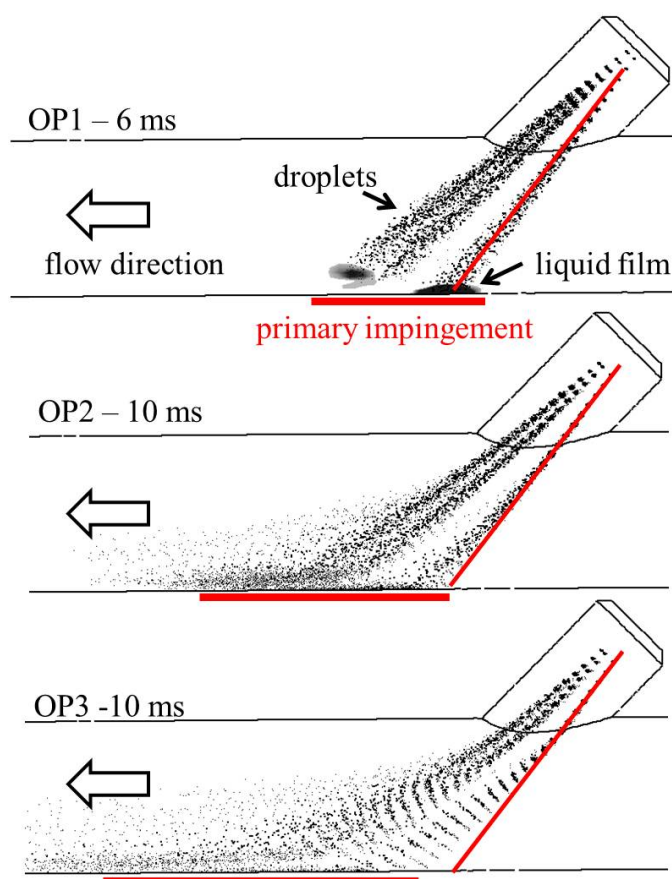 OP1 – 6 ms
droplets
flow direction
liquid film
primary impingement
OP2 – 10 ms
OP3 -10 ms